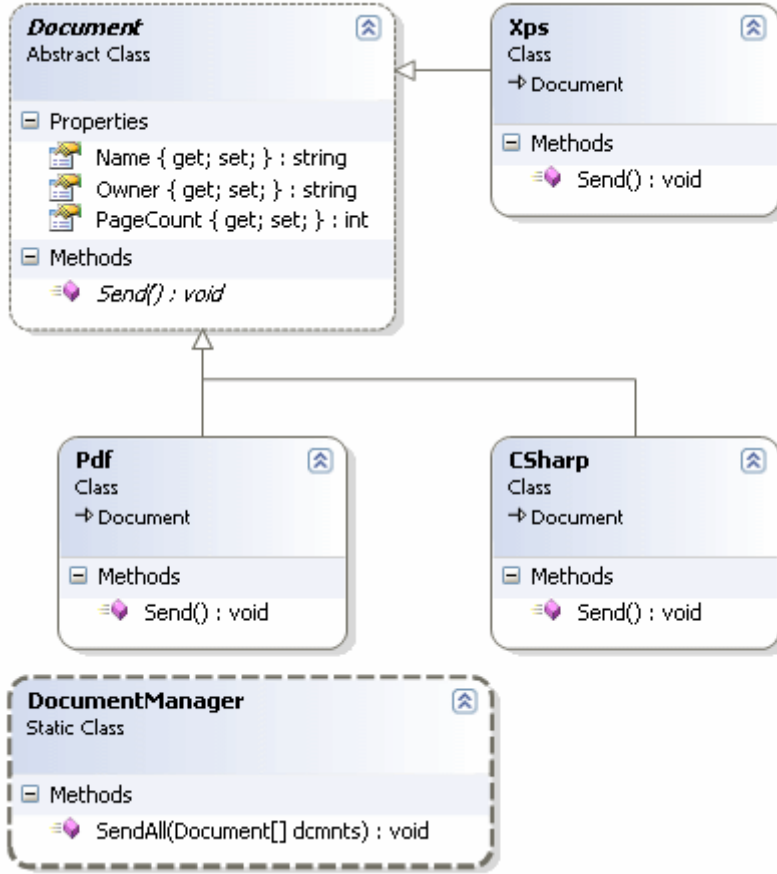 Document
Abstract Class
Properties
Name { get; set; } : string
Owner { get; set; } : string
PageCount { get; set; } : int
Methods
Send() : void
Xps
Class
Document
Methods
Send() : void
Pdf
Class
Document
Methods
Send() : void
CSharp
Class
Document
Methods
Send() : void
DocumentManager
Static Class
Methods
SendAll(Document[] dcmnts) : void